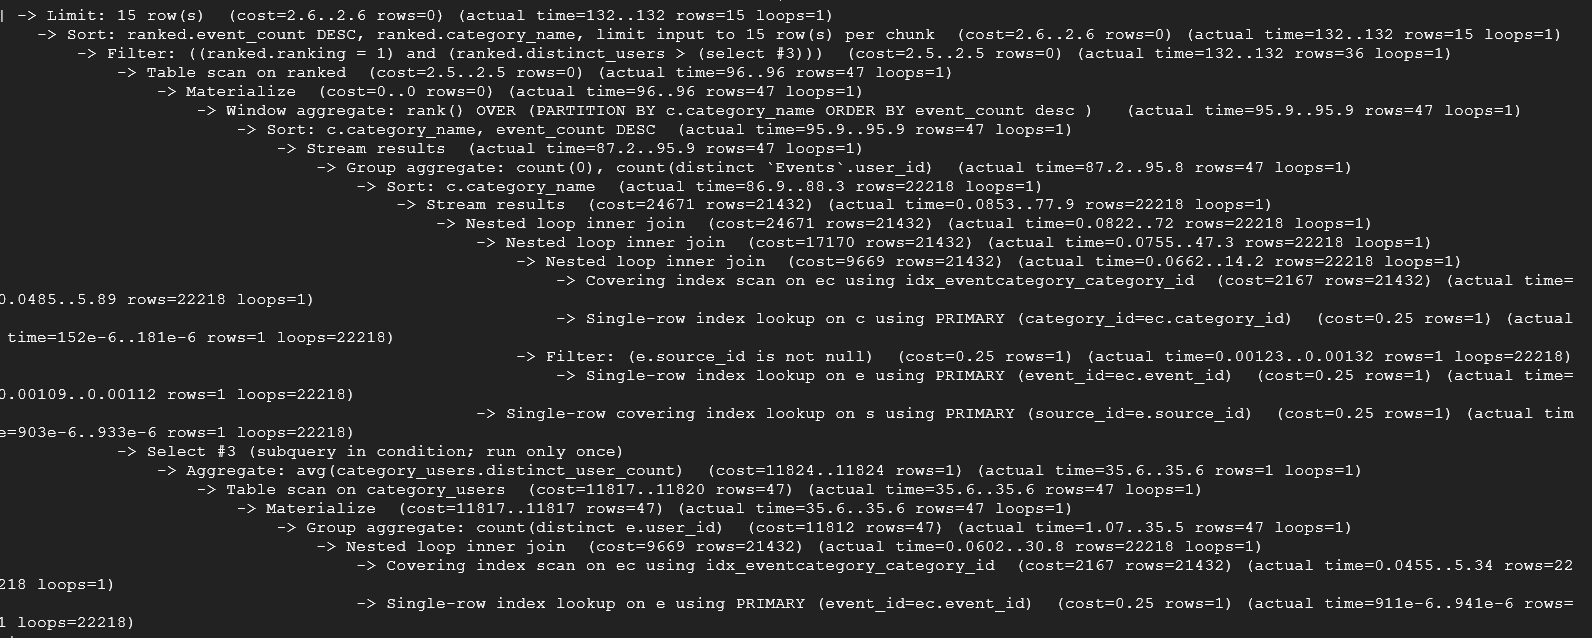 | -> Limit: 15 row(s)  (cost=2.6..2.6 rows=0) (actual time=132..132 rows=15 loops=1)
-> Sort: ranked.event_count DESC, ranked.category_name, limit input to 15 row(s) per chunk  (cost=2.6..2.6 rows=0) (actual time=132..132 rows=15 loops=1)
-> Filter: ((ranked.ranking = 1) and (ranked.distinct_users > (select #3)))  (cost=2.5..2.5 rows=0) (actual time=132..132 rows=36 loops=1)
-> Table scan on ranked  (cost=2.5..2.5 rows=0) (actual time=96..96 rows=47 loops=1)
-> Materialize  (cost=0..0 rows=0) (actual time=96..96 rows=47 loops=1)
-> Window aggregate: rank() OVER (PARTITION BY c.category_name ORDER BY event_count desc )   (actual time=95.9..95.9 rows=47 loops=1)
-> Sort: c.category_name, event_count DESC  (actual time=95.9..95.9 rows=47 loops=1)
-> Stream results  (actual time=87.2..95.9 rows=47 loops=1)
-> Group aggregate: count(0), count(distinct `Events`.user_id)  (actual time=87.2..95.8 rows=47 loops=1)
-> Sort: c.category_name  (actual time=86.9..88.3 rows=22218 loops=1)
-> Stream results  (cost=24671 rows=21432) (actual time=0.0853..77.9 rows=22218 loops=1)
-> Nested loop inner join  (cost=24671 rows=21432) (actual time=0.0822..72 rows=22218 loops=1)
-> Nested loop inner join  (cost=17170 rows=21432) (actual time=0.0755..47.3 rows=22218 loops=1)
-> Nested loop inner join  (cost=9669 rows=21432) (actual time=0.0662..14.2 rows=22218 loops=1)
-> Covering index scan on ec using idx_eventcategory_category_id  (cost=2167 rows=21432) (actual time=
0.0485..5.89 rows=22218 loops=1)
-> Single-row index lookup on c using PRIMARY (category_id=ec.category_id)  (cost=0.25 rows=1) (actual
time=152e-6..181e-6 rows=1 loops=22218)
-> Filter: (e.source_id is not null)  (cost=0.25 rows=1) (actual time=0.00123..0.00132 rows=1 loops=22218)
-> Single-row index lookup on e using PRIMARY (event_id=ec.event_id)  (cost=0.25 rows=1) (actual time=
0.00109..0.00112 rows=1 loops=22218)
-> Single-row covering index lookup on s using PRIMARY (source_id=e.source_id)  (cost=0.25 rows=1) (actual tim
e=903e-6..933e-6 rows=1 loops=22218)
-> Select #3 (subquery in condition; run only once)
-> Aggregate: avg(category_users.distinct_user_count)  (cost=11824..11824 rows=1) (actual time=35.6..35.6 rows=1 loops=1)
-> Table scan on category_users  (cost=11817..11820 rows=47) (actual time=35.6..35.6 rows=47 loops=1)
-> Materialize  (cost=11817..11817 rows=47) (actual time=35.6..35.6 rows=47 loops=1)
-> Group aggregate: count(distinct e.user_id)  (cost=11812 rows=47) (actual time=1.07..35.5 rows=47 loops=1)
-> Nested loop inner join  (cost=9669 rows=21432) (actual time=0.0602..30.8 rows=22218 loops=1)
-> Covering index scan on ec using idx_eventcategory_category_id  (cost=2167 rows=21432) (actual time=0.0455..5.34 rows=22
218 loops=1)
-> Single-row index lookup on e using PRIMARY (event_id=ec.event_id)  (cost=0.25 rows=1) (actual time=911e-6..941e-6 rows=
1 loops=22218)